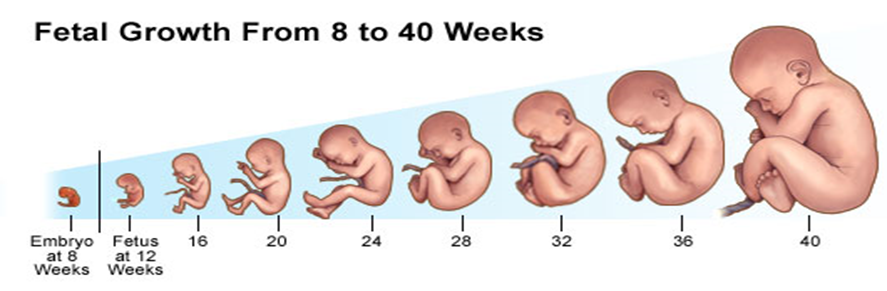 Fetal Growth From 8 to 40 Weeks
Embryo
at 8
Weeks
Fetus
at 12
Weeks
16
20
24
28
32
36
40